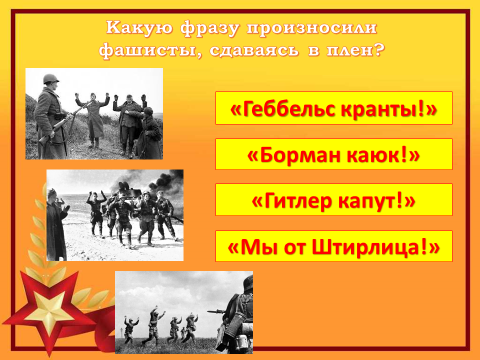 Какую фразу произносили
фашисты, сдаваясь в плен?
«Геббельс кранты!»
«Борман каюк!»
«Гитлер капут!»
«Мы от Штирлица!»